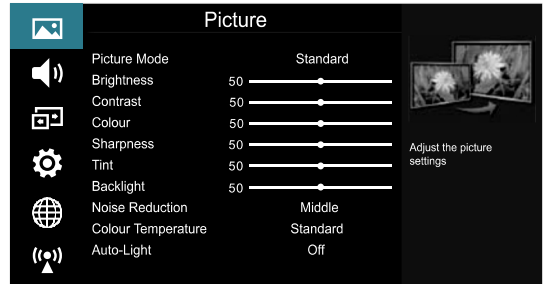 Picture
Picture Mode Standard
Brightness 50
Contrast 50
Colour 50
Sharpness 50
Tint 50
Backlight 50
Noise Reduction Middle
Colour Temperature Standard
Auto-Light Off
Adjust the picture
settings